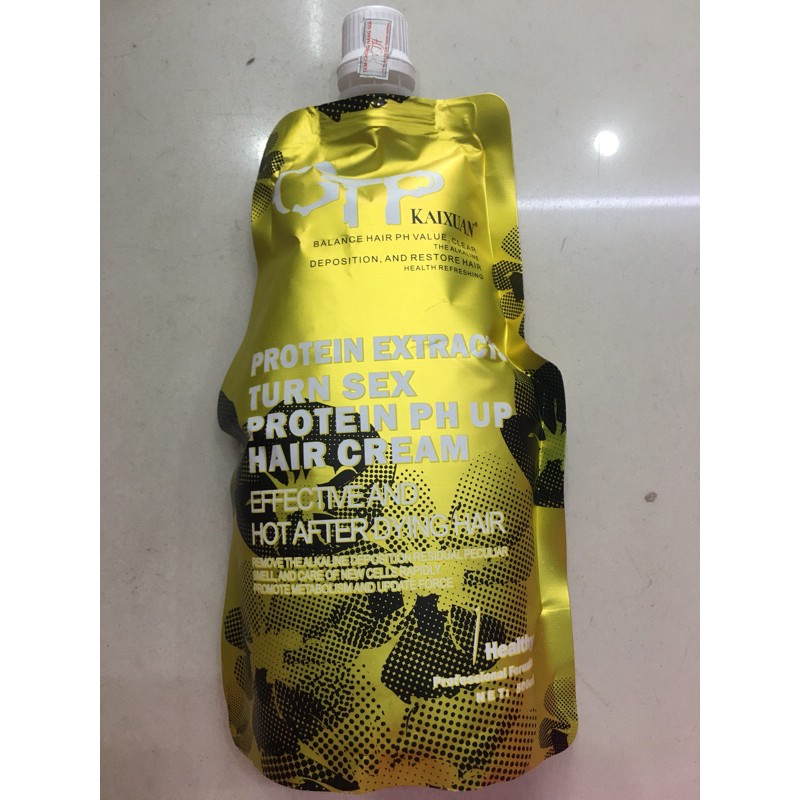 OTP
KAIXUAN®
BALANCE HAIR PH VALUE, CLEAR
THE ALKALINE
DEPOSITION, AND RESTORE HAIR
HEALTH REFRESHING
PROTEIN EXTRACT
TURN SEX
PROTEIN PH UP
HAIR CREAM
EFFECTIVE AND
HOT AFTER DYING HAIR
REMOVE THE ALKALINE DEPOSITION RESIDUAL PECULIAR
SMELL AND CARE OF NEW CELLS RAPIDLY
PROMOTE METABOLISM AND UPDATE FORCE
Health
Professional
NET: